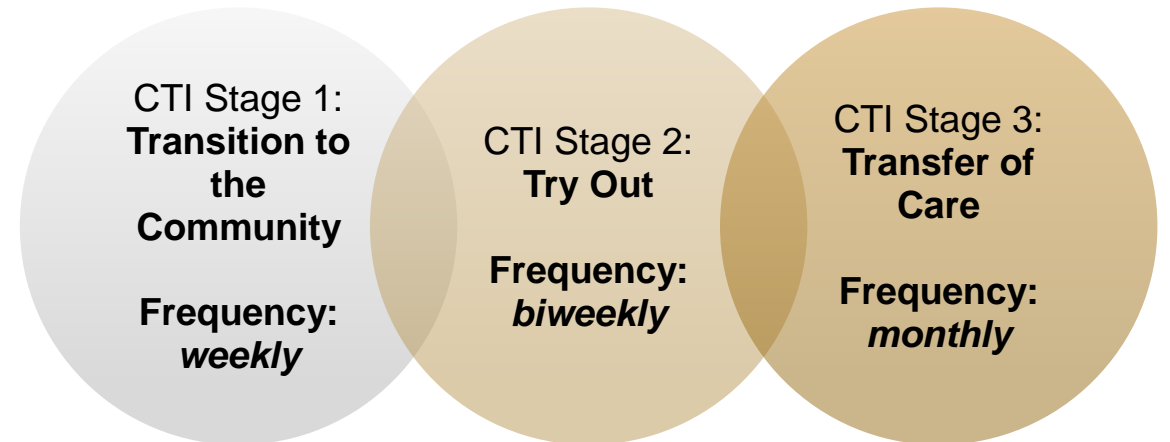 CTI Stage 1:
Transition to
the
Community
Frequency:
weekly
CTI Stage 2:
Try Out
Frequency:
biweekly
CTI Stage 3:
Transfer of
Care
Frequency:
monthly